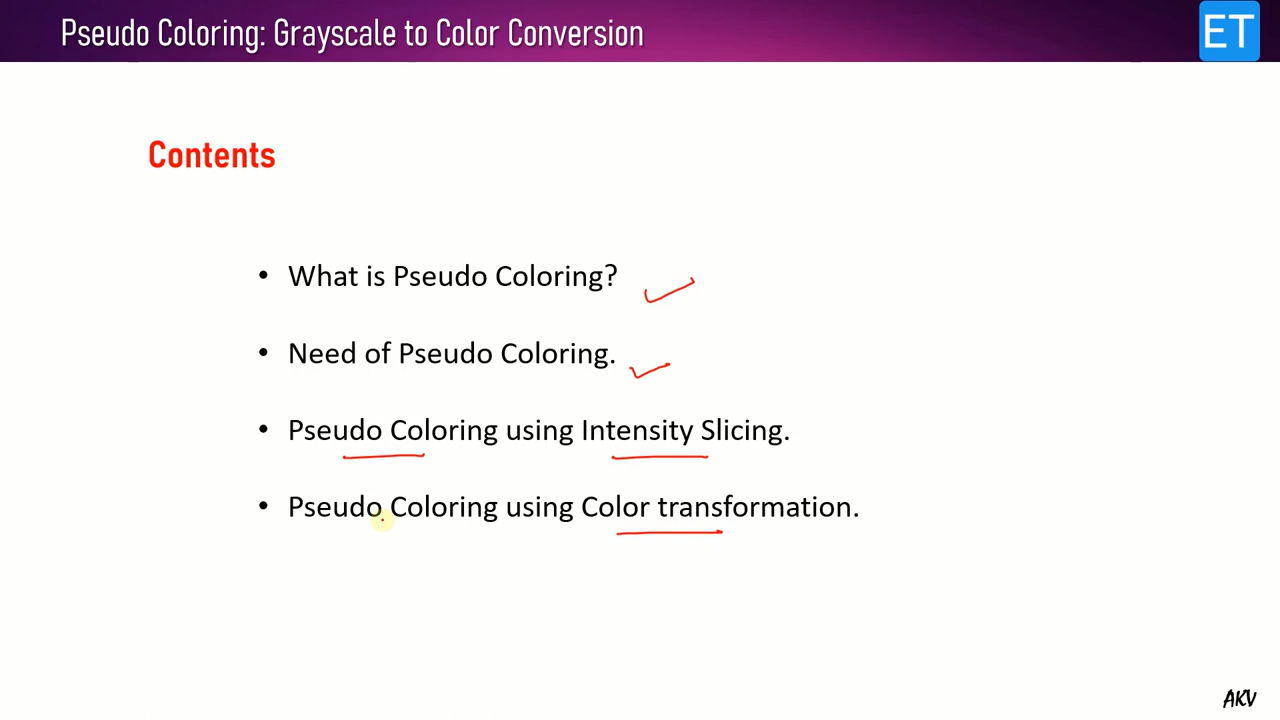 Pseudo Coloring: Grayscale to Color Conversion
ET
Contents
• What is Pseudo Coloring?
• Need of Pseudo Coloring.
• Pseudo Coloring using Intensity Slicing.
• Pseudo Coloring using Color transformation.
AKV